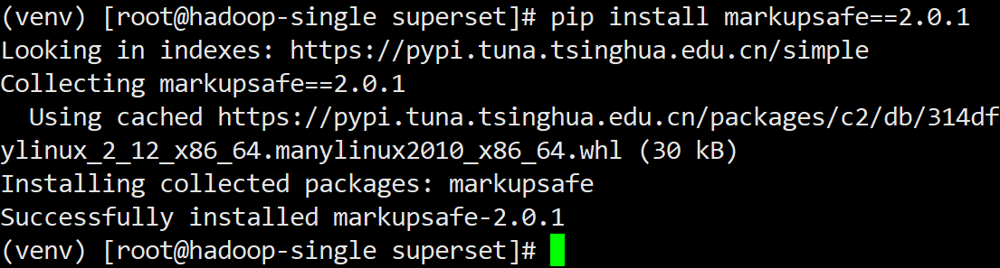 (venv) [root@hadoop-single superset]# pip install markupsafe==2.0.1
Looking in indexes: https://pypi.tuna.tsinghua.edu.cn/simple
Collecting markupsafe==2.0.1
  Using cached https://pypi.tuna.tsinghua.edu.cn/packages/c2/db/314df
ylinux_2_12_x86_64.manylinux2010_x86_64.whl (30 kB)
Installing collected packages: markupsafe
Successfully installed markupsafe-2.0.1
(venv) [root@hadoop-single superset]#